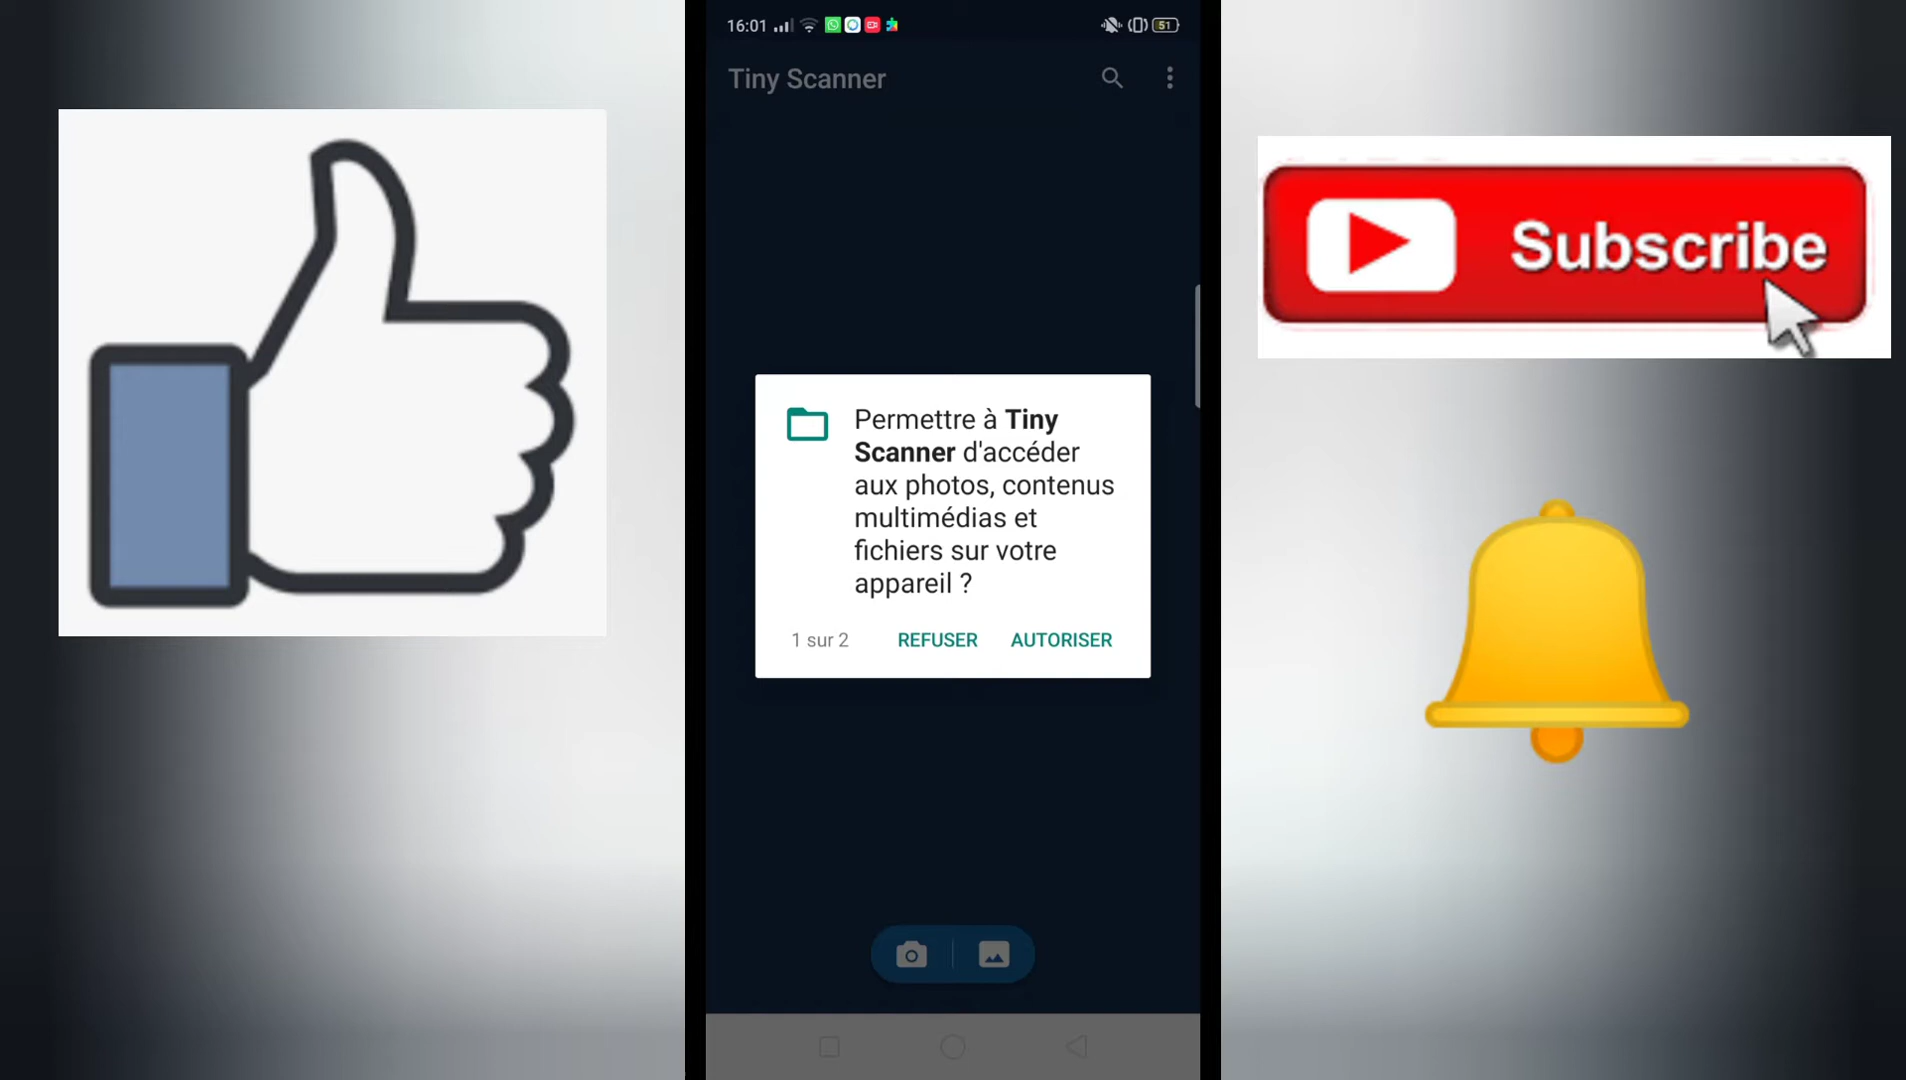 16:01
51
Tiny Scanner
Subscribe
Permettre à Tiny
Scanner d'accéder
aux photos, contenus
multimédias et
fichiers sur votre
appareil ?
1 sur 2 REFUSER AUTORISER